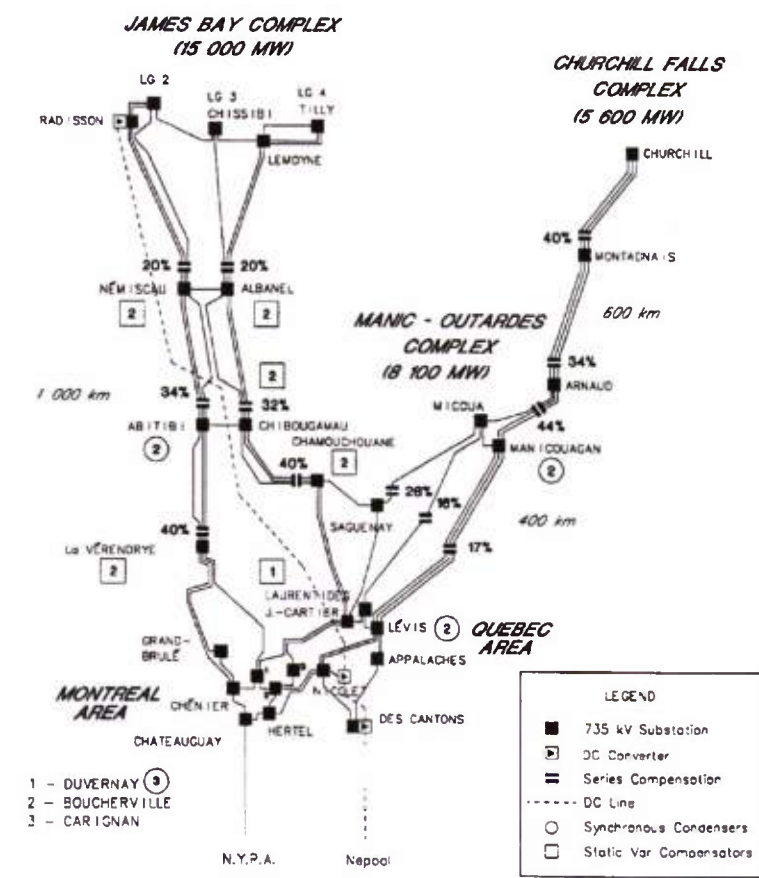 JAMES BAY COMPLEX
(15 000 MW)
CHURCHILL FALLS
COMPLEX
(5 600 MW)
LG 2
LG 3
CHISSIBI
LG 4
TILLY
RADISSON
LEMOYNE
CHURCHILL
40%
MONTAGNAIS
20%
20%
NÉMISCAU
ALBANEL
2
2
600 km
MANIC - OUTARDES
COMPLEX
(8 100 MW)
34%
ARNAUD
2
1 000 km
34%
32%
MICOUA
44%
ABITIBI
CHIBOUGAMAU
2
CHAMOUCHOUANE
MANICOUAGAN
2
40%
2
26%
16%
SAGUENAY
400 km
40%
La VÉRENDRYE
17%
2
1
LAURENTIDES
J.-CARTIER
LÉVIS
2
QUEBEC
AREA
GRAND-
BRULÉ
APPALACHES
NICOLET
MONTREAL
AREA
CHÉNIER
DES CANTONS
HERTEL
CHATEAUGUAY
1 - DUVERNAY
3
2 - BOUCHERVILLE
3 - CARIGNAN
N.Y.P.A.
Nepool
LEGEND
735 kV Substation
DC Converter
Series Compensation
DC Line
Synchronous Condensers
Static Var Compensators